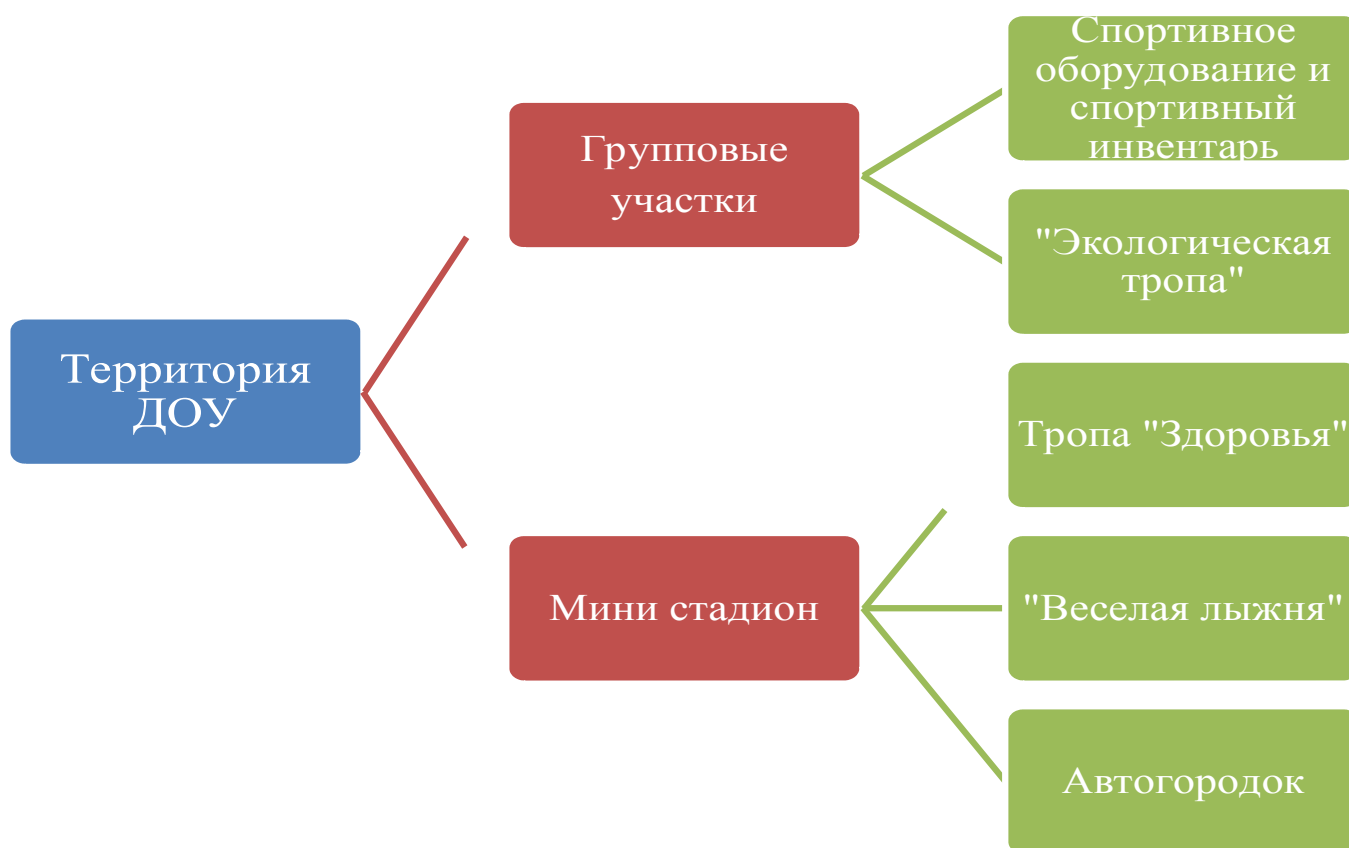 Территория
ДОУ
Групповые
участки
Спортивное
оборудование и
спортивный
инвентарь
"Экологическая
тропа"
Мини стадион
Тропа "Здоровья"
"Веселая лыжня"
Автогородок